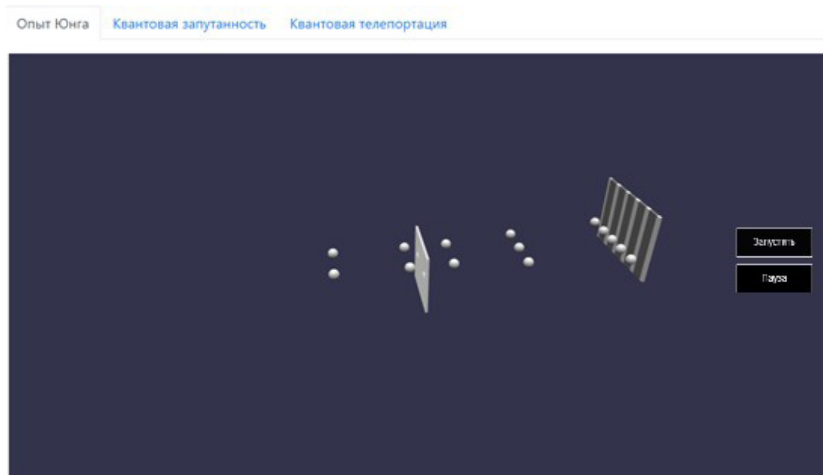 Опыт Юнга Квантовая запутанность Квантовая телепортация
Запустить
Пауза